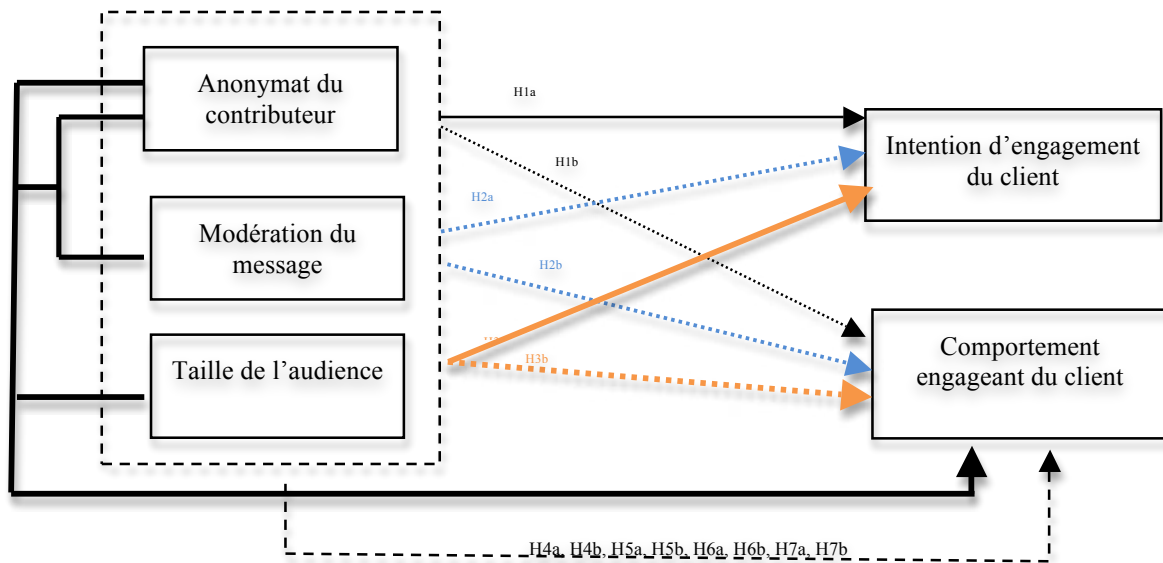 Anonymat du
contributeur
Modération du
message
Taille de l’audience
H1a
H1b
H2a
H2b
H3b
Intention d’engagement
du client
Comportement
engageant du client
H4a, H4b, H5a, H5b, H6a, H6b, H7a, H7b